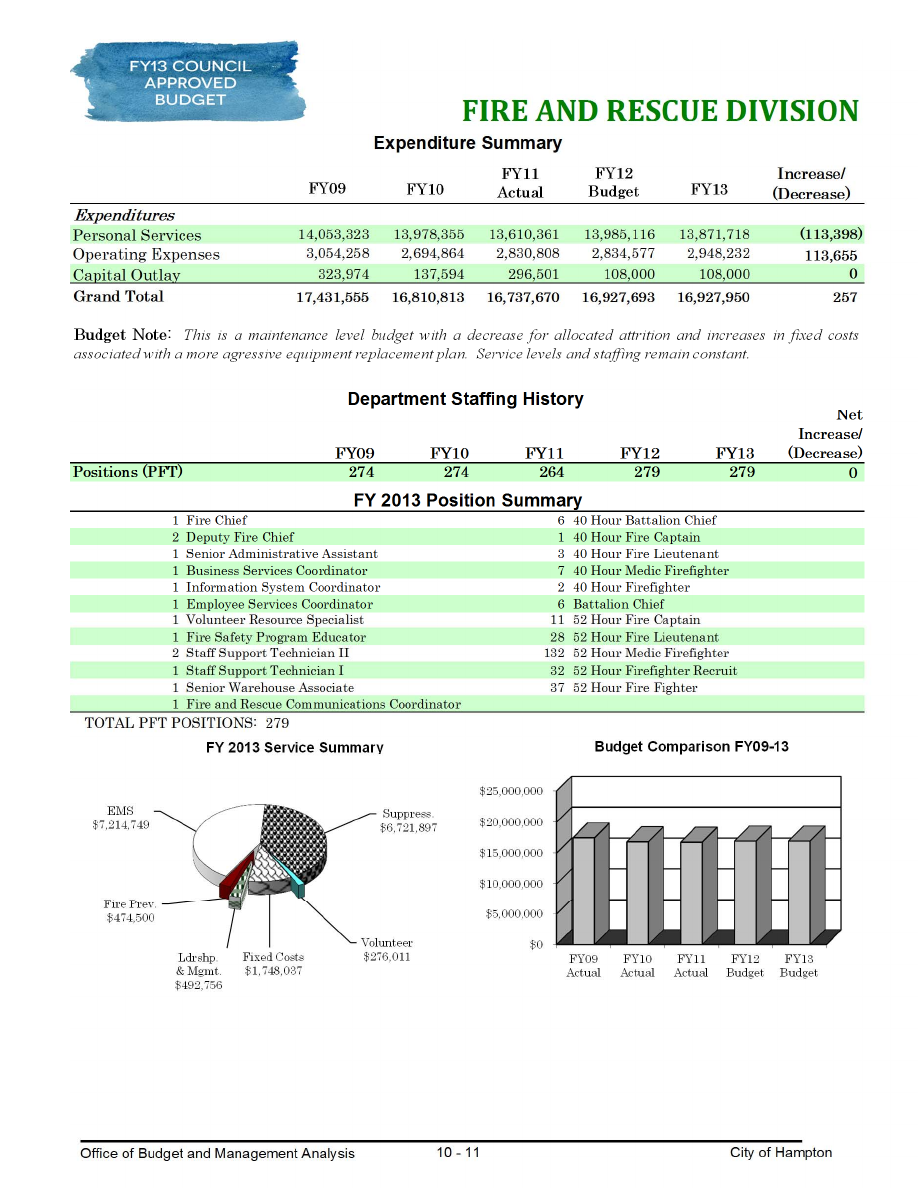 FY13 COUNCIL
APPROVED
BUDGET
FIRE AND RESCUE DIVISION
Expenditure Summary
FY09 FY10 FY11 Actual FY12 Budget FY13 Increase/ (Decrease)
Expenditures
Personal Services 14,053,323 13,978,355 13,610,361 13,985,116 13,871,718 (113,398)
Operating Expenses 3,054,258 2,694,864 2,830,808 2,834,577 2,948,232 113,655
Capital Outlay 323,974 137,594 296,501 108,000 108,000 0
Grand Total 17,431,555 16,810,813 16,737,670 16,927,693 16,927,950 257
Budget Note: This is a maintenance level budget with a decrease for allocated attrition and increases in fixed costs
associated with a more agressive equipment replacement plan. Service levels and staffing remain constant.
Department Staffing History
FY09 FY10 FY11 FY12 FY13 Net Increase/ (Decrease)
Positions (PFT) 274 274 264 279 279 0
FY 2013 Position Summary
1 Fire Chief 6 40 Hour Battalion Chief
2 Deputy Fire Chief 1 40 Hour Fire Captain
1 Senior Administrative Assistant 3 40 Hour Fire Lieutenant
1 Business Services Coordinator 7 40 Hour Medic Firefighter
1 Information System Coordinator 2 40 Hour Firefighter
1 Employee Services Coordinator 6 Battalion Chief
1 Volunteer Resource Specialist 11 52 Hour Fire Captain
1 Fire Safety Program Educator 28 52 Hour Fire Lieutenant
2 Staff Support Technician II 132 52 Hour Medic Firefighter
1 Staff Support Technician I 32 52 Hour Firefighter Recruit
1 Senior Warehouse Associate 37 52 Hour Fire Fighter
1 Fire and Rescue Communications Coordinator
TOTAL PFT POSITIONS: 279
FY 2013 Service Summary
EMS
$7,214,749
Suppress.
$6,721,897
Fire Prev.
$474,500
Ldrshp.
& Mgmt.
$492,756
Fixed Costs
$1,748,037
Volunteer
$276,011
Budget Comparison FY09-13
$25,000,000
$20,000,000
$15,000,000
$10,000,000
$5,000,000
$0
FY09 Actual FY10 Actual FY11 Actual FY12 Budget FY13 Budget
Office of Budget and Management Analysis 10 - 11 City of Hampton